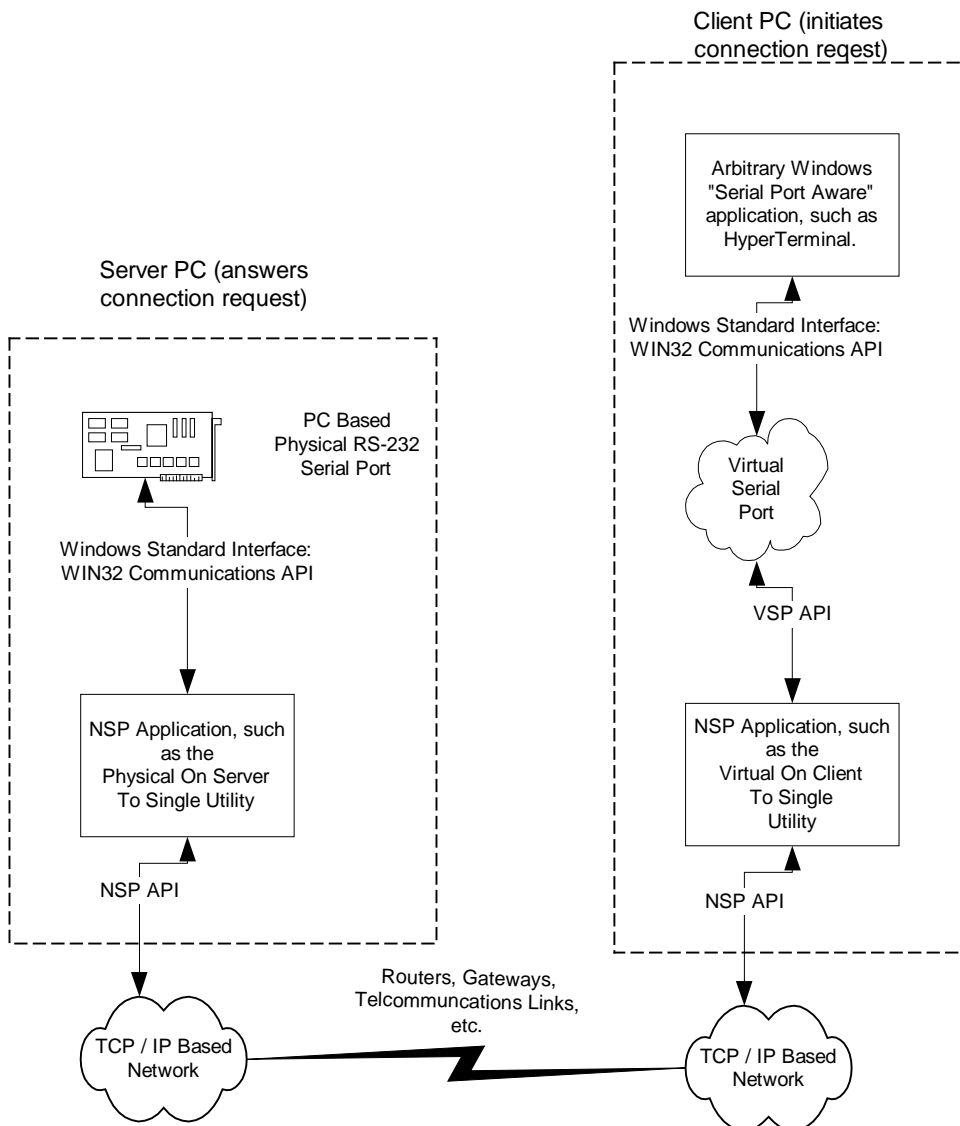 Client PC (initiates
connection reqest)
Arbitrary Windows
"Serial Port Aware"
application, such as
HyperTerminal.
Windows Standard Interface:
WIN32 Communications API
Virtual
Serial
Port
VSP API
NSP Application, such
as the
Virtual On Client
To Single
Utility
NSP API
TCP / IP Based
Network
Server PC (answers
connection request)
PC Based
Physical RS-232
Serial Port
Windows Standard Interface:
WIN32 Communications API
NSP Application, such
as the
Physical On Server
To Single Utility
NSP API
TCP / IP Based
Network
Routers, Gateways,
Telcommuncations Links,
etc.